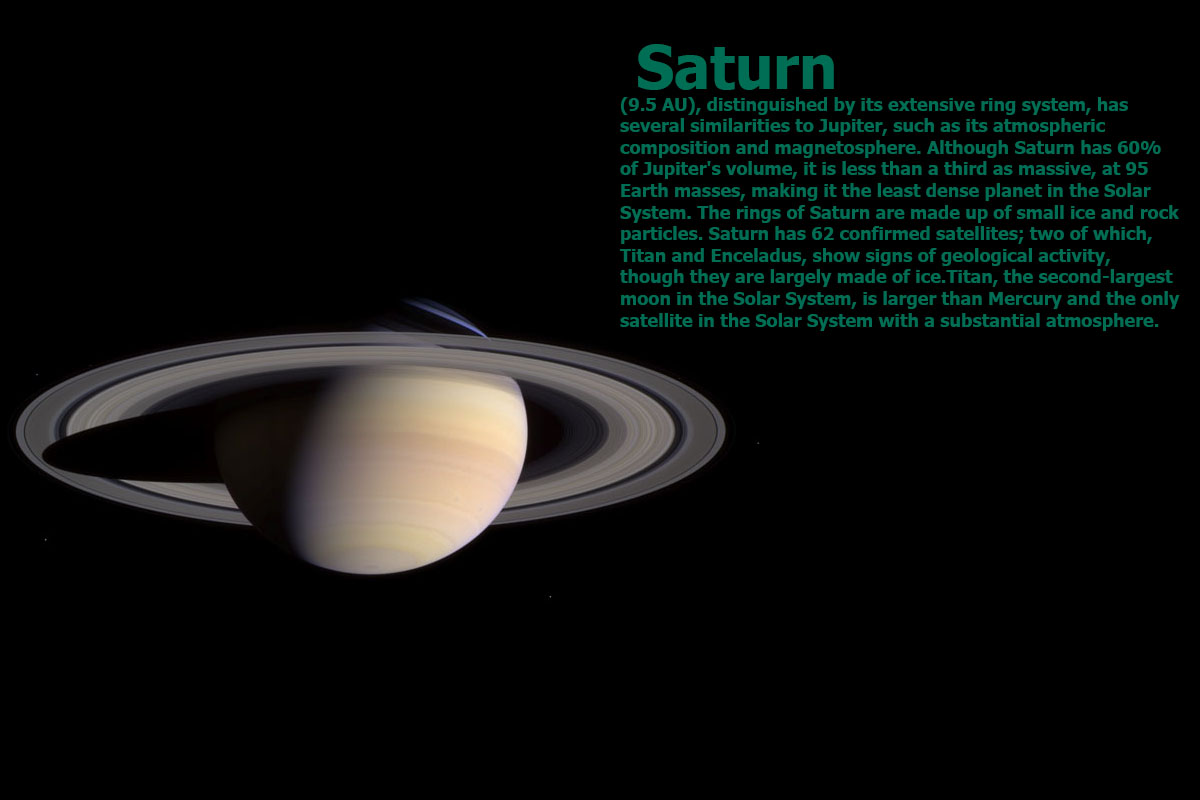 Saturn
(9.5 AU), distinguished by its extensive ring system, has
several similarities to Jupiter, such as its atmospheric
composition and magnetosphere. Although Saturn has 60%
of Jupiter's volume, it is less than a third as massive, at 95
Earth masses, making it the least dense planet in the Solar
System. The rings of Saturn are made up of small ice and rock
particles. Saturn has 62 confirmed satellites; two of which,
Titan and Enceladus, show signs of geological activity,
though they are largely made of ice.Titan, the second-largest
moon in the Solar System, is larger than Mercury and the only
satellite in the Solar System with a substantial atmosphere.